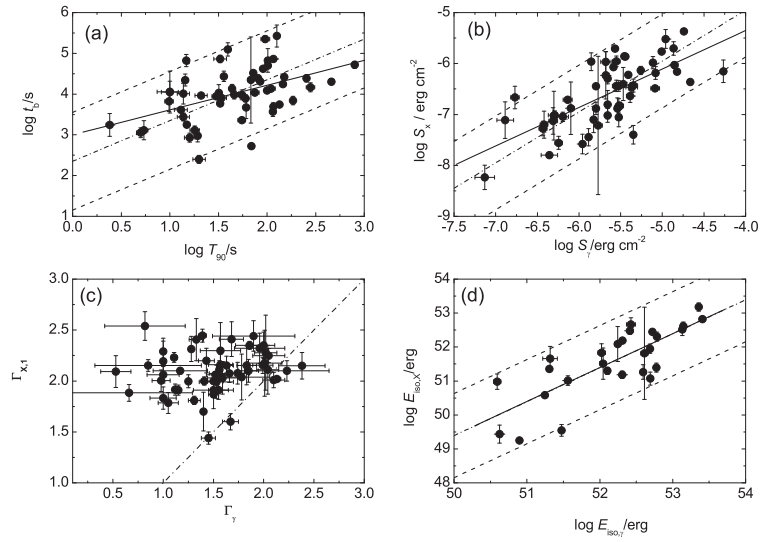 (a)
6
5
4
3
2
1
log t_b/s
0.0 0.5 1.0 1.5 2.0 2.5 3.0
log T_90/s
(b)
-5
-6
-7
-8
-9
log S_x / erg cm^-2
-7.5 -7.0 -6.5 -6.0 -5.5 -5.0 -4.5 -4.0
log S_γ/erg cm^-2
(c)
3.0
2.5
2.0
1.5
1.0
Γ_X,1
0.5 1.0 1.5 2.0 2.5 3.0
Γ_γ
(d)
54
53
52
51
50
49
48
log E_iso,X/erg
50 51 52 53 54
log E_iso,γ/erg